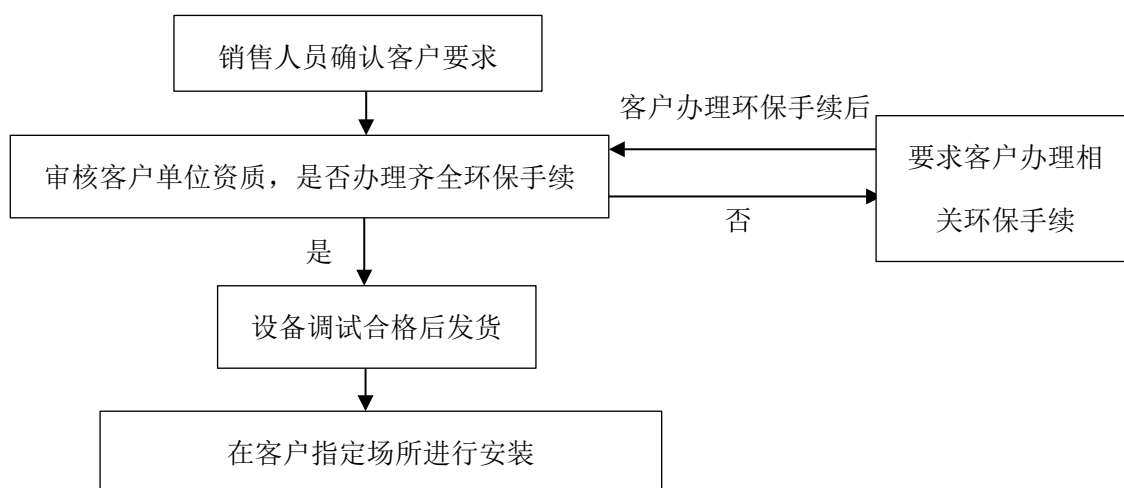 销售人员确认客户要求
客户办理环保手续后
审核客户单位资质，是否办理齐全环保手续
要求客户办理相
关环保手续
否
是
设备调试合格后发货
在客户指定场所进行安装